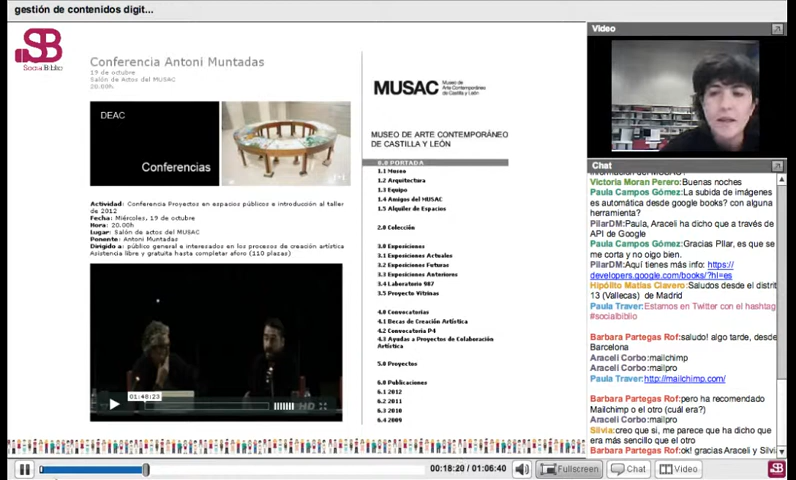 gestión de contenidos digit...
SB
Social Biblio
Conferencia Antoni Muntadas
19 de octubre
Salón de Actos del MUSAC
20.00h
DEAC
Conferencias
Actividad: Conferencia Proyectos en espacios públicos e introducción al taller
de 2012
Fecha: Miércoles, 19 de octubre
Hora: 20.00h
Lugar: Salón de actos del MUSAC
Ponente: Antoni Muntadas
Dirigido a: público general e interesados en los procesos de creación artística
Asistencia libre y gratuita hasta completar aforo (110 plazas)
01:48:23
HD
MUSAC
Museo de
Arte Contemporáneo
de Castilla y León
MUSEO DE ARTE CONTEMPORÁNEO
DE CASTILLA Y LEÓN
0.0 PORTADA
1.1 Museo
1.2 Arquitectura
1.3 Equipo
1.4 Amigos del MUSAC
1.5 Alquiler de Espacios
2.0 Colección
3.0 Exposiciones
3.1 Exposiciones Actuales
3.2 Exposiciones Futuras
3.3 Exposiciones Anteriores
3.4 Laboratorio 987
3.5 Proyecto Vitrinas
4.0 Convocatorias
4.1 Becas de Creación Artística
4.2 Convocatoria P4
4.3 Ayudas a Proyectos de Colaboración
Artística
5.0 Proyectos
6.0 Publicaciones
6.1 2012
6.2 2011
6.3 2010
6.4 2009
Video
Chat
Victoria Moran Perero:Buenas noches
Paula Campos Gómez:La subida de imágenes
es automática desde google books? con alguna
herramienta?
PilarDM:Paula, Araceli ha dicho que a través de
API de Google
Paula Campos Gómez:Gracias Pilar, es que se
me corta y no oigo bien.
PilarDM:Aquí tienes más info: https://
developers.google.com/books/?hl=es
Hipólito Matias Clavero:Saludos desde el distrit
13 (Vallecas) de Madrid
Paula Traver:Estamos en Twitter con el hashtag
#socialbiblio
Barbara Partegas Rof:saludo! algo tarde, desde
Barcelona
Araceli Corbo:mailchimp
Araceli Corbo:mailpro
Paula Traver:http://mailchimp.com/
Barbara Partegas Rof:pero ha recomendado
Mailchimp o el otro (cuál era?)
Araceli Corbo:mailpro
Silvia:creo que si, me parece que ha dicho que
era más sencillo que el otro
Barbara Partegas Rof:ok! gracias Araceli y Silvi
00:18:20 / 01:06:40
Fullscreen
Chat
Video
SB